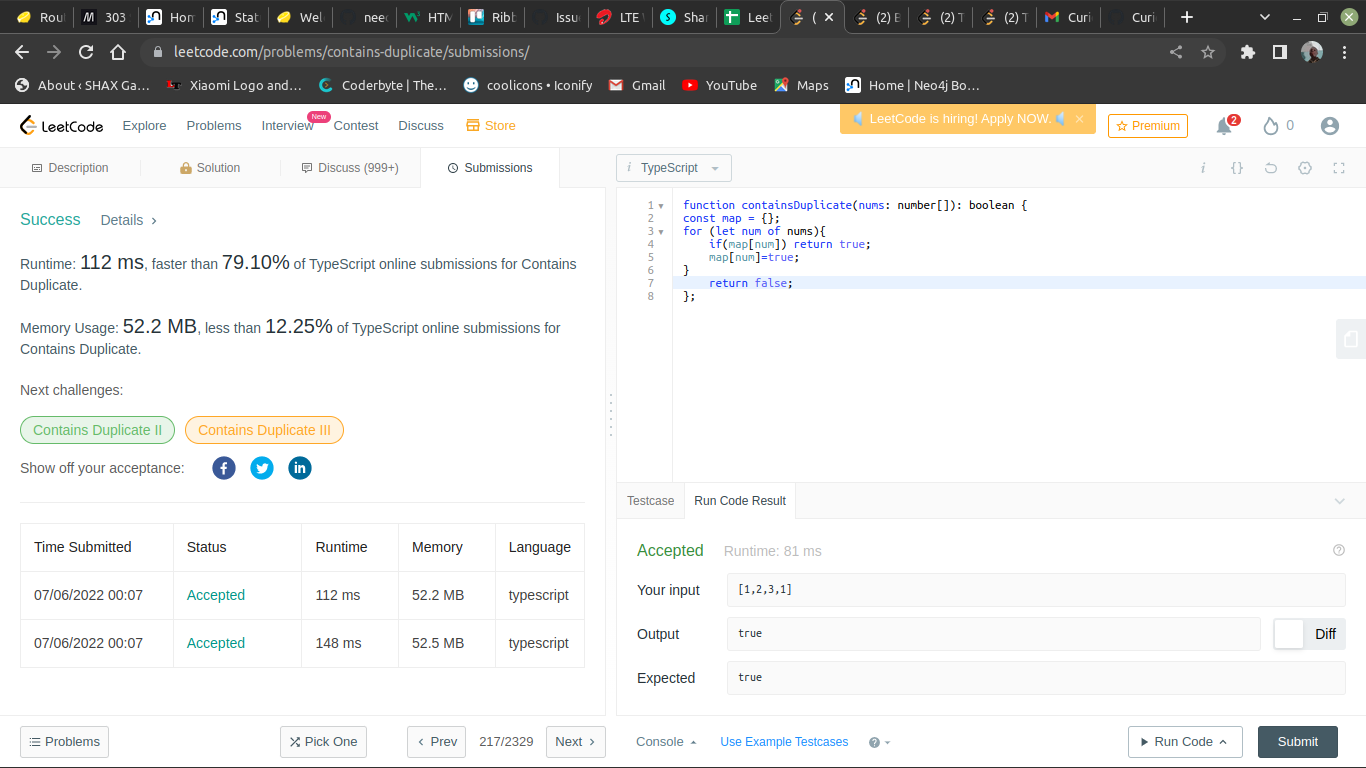 Rout
303
Hom
Stat
Wel
neo
HTM
Ribb
Issu
LTE
Shar
Leet
(
(2) E
(2) T
(2) T
Curi
Curi
leetcode.com/problems/contains-duplicate/submissions/
About ‹ SHAX Ga… Xiaomi Logo and… Coderbyte | The… coolicons • Iconify Gmail YouTube Maps Home | Neo4j Bo…
LeetCode Explore Problems Interview New Contest Discuss Store LeetCode is hiring! Apply NOW. × Premium 2 0
Description Solution Discuss (999+) Submissions
i TypeScript i {}
Success Details ›
Runtime: 112 ms, faster than 79.10% of TypeScript online submissions for Contains
Duplicate.
Memory Usage: 52.2 MB, less than 12.25% of TypeScript online submissions for
Contains Duplicate.
Next challenges:
Contains Duplicate II Contains Duplicate III
Show off your acceptance:
Time Submitted Status Runtime Memory Language
07/06/2022 00:07 Accepted 112 ms 52.2 MB typescript
07/06/2022 00:07 Accepted 148 ms 52.5 MB typescript
1 function containsDuplicate(nums: number[]): boolean {
2 const map = {};
3 for (let num of nums){
4 if(map[num]) return true;
5 map[num]=true;
6 }
7 return false;
8 };
Testcase Run Code Result
Accepted Runtime: 81 ms
Your input [1,2,3,1]
Output true Diff
Expected true
Problems Pick One ‹ Prev 217/2329 Next › Console Use Example Testcases Run Code Submit